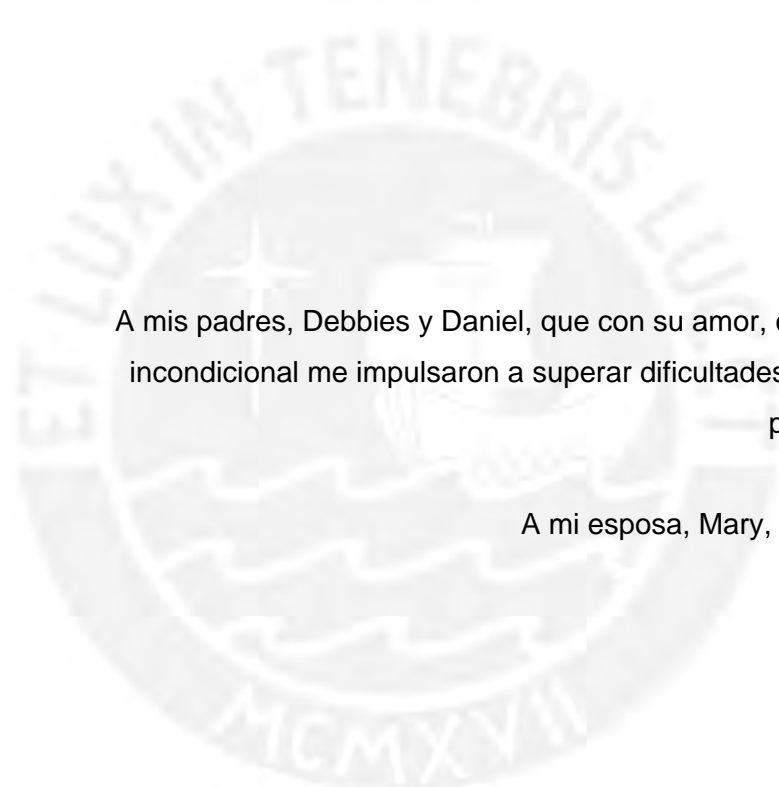 ET LUX IN TENEBRIS LUCET
A mis padres, Debbies y Daniel, que con su amor,
incondicional me impulsaron a superar dificultades
A mi esposa, Mary,
MCMXVII